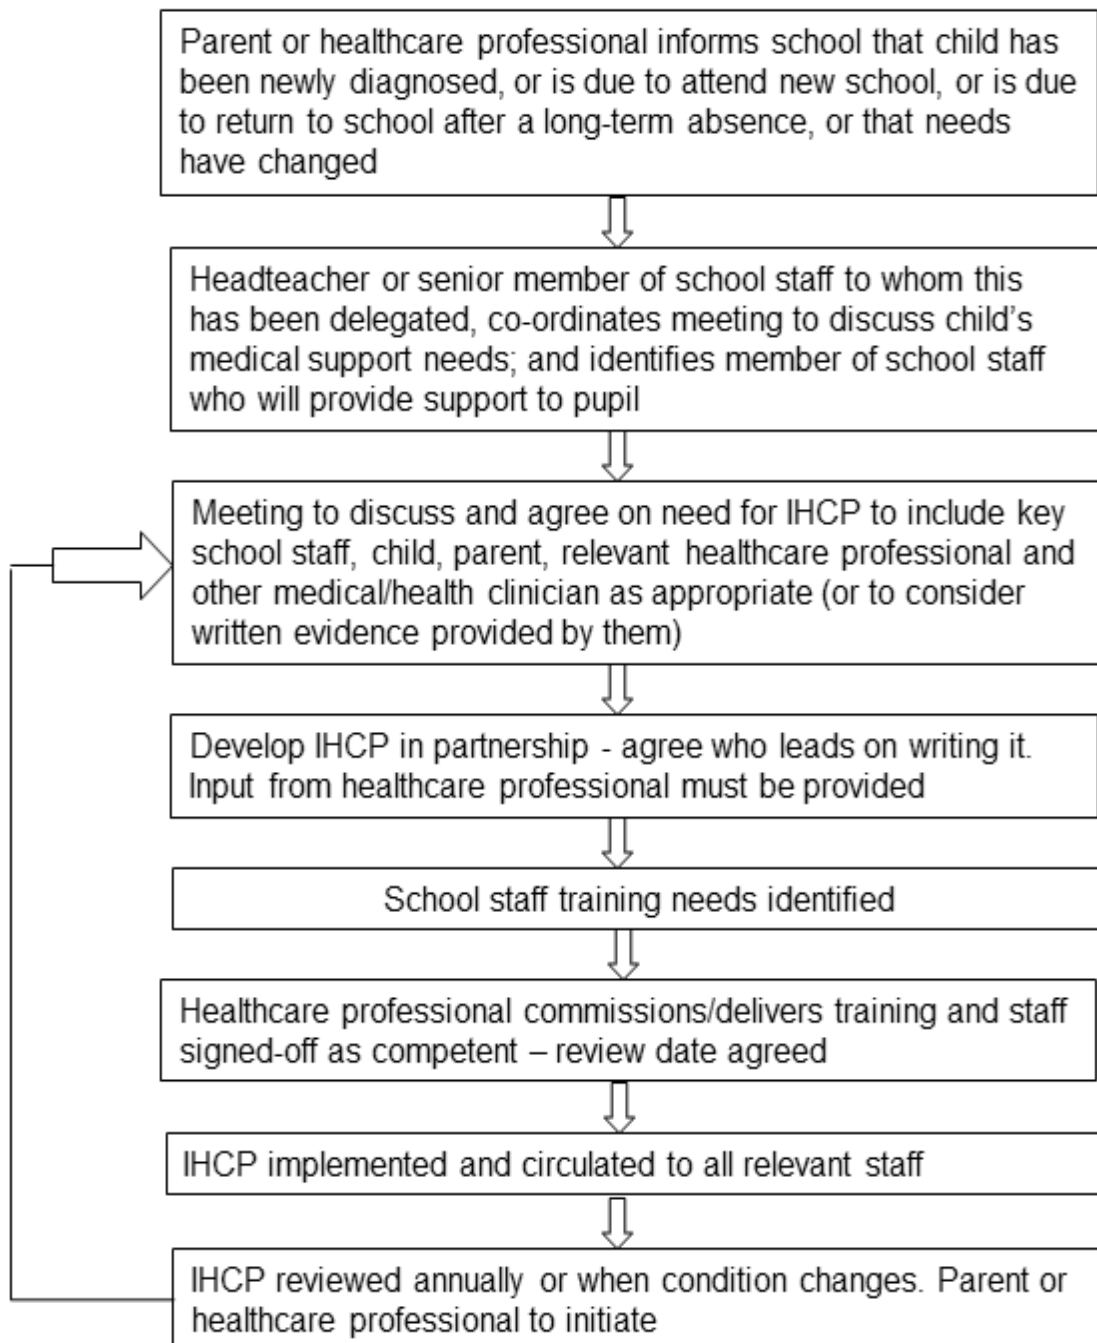 Parent or healthcare professional informs school that child has
been newly diagnosed, or is due to attend new school, or is due
to return to school after a long-term absence, or that needs
have changed
Headteacher or senior member of school staff to whom this
has been delegated, co-ordinates meeting to discuss child's
medical support needs; and identifies member of school staff
who will provide support to pupil
Meeting to discuss and agree on need for IHCP to include key
school staff, child, parent, relevant healthcare professional and
other medical/health clinician as appropriate (or to consider
written evidence provided by them)
Develop IHCP in partnership - agree who leads on writing it.
Input from healthcare professional must be provided
School staff training needs identified
Healthcare professional commissions/delivers training and staff
signed-off as competent – review date agreed
IHCP implemented and circulated to all relevant staff
IHCP reviewed annually or when condition changes. Parent or
healthcare professional to initiate